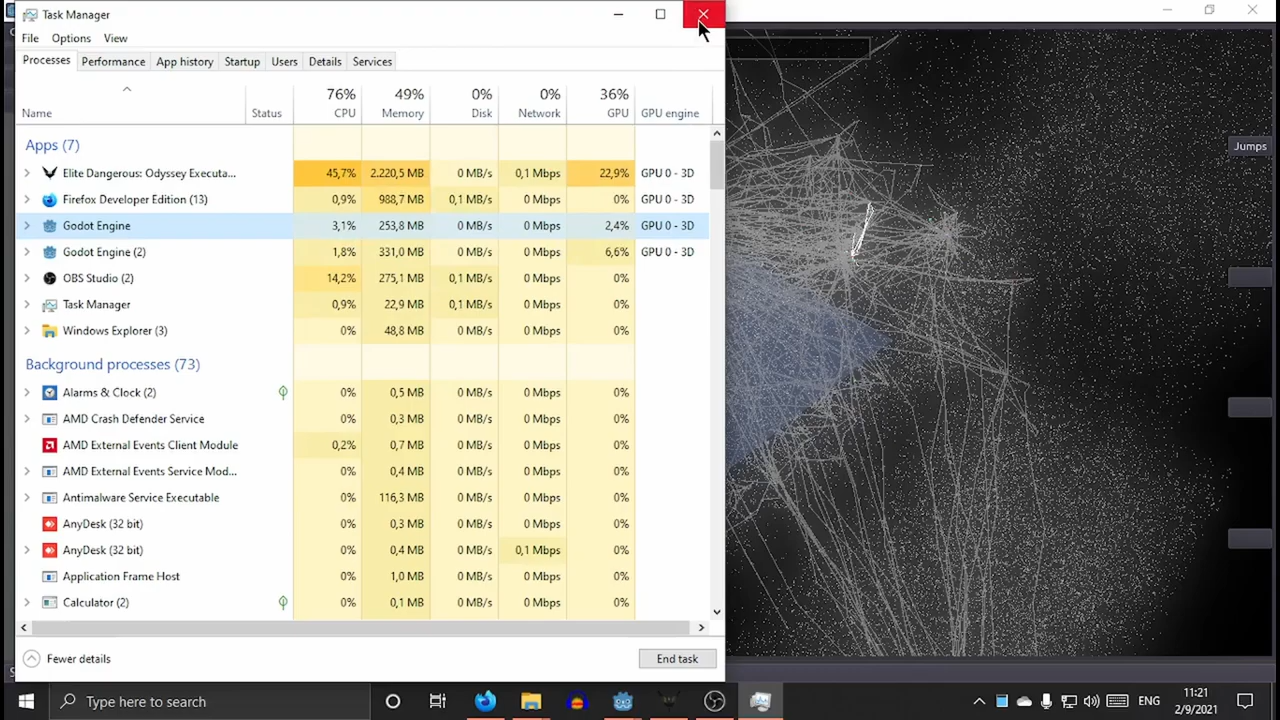 Task Manager
File Options View
Processes Performance App history Startup Users Details Services
76% 49% 0% 0% 36%
Name Status CPU Memory Disk Network GPU GPU engine
Apps (7)
Elite Dangerous: Odyssey Executa... 45,7% 2.220,5 MB 0 MB/s 0,1 Mbps 22,9% GPU 0 - 3D
Firefox Developer Edition (13) 0,9% 988,7 MB 0,1 MB/s 0 Mbps 0% GPU 0 - 3D
Godot Engine 3,1% 253,8 MB 0 MB/s 0 Mbps 2,4% GPU 0 - 3D
Godot Engine (2) 1,8% 331,0 MB 0 MB/s 0 Mbps 6,6% GPU 0 - 3D
OBS Studio (2) 14,2% 275,1 MB 0,1 MB/s 0 Mbps 0%
Task Manager 0,9% 22,9 MB 0,1 MB/s 0 Mbps 0%
Windows Explorer (3) 0% 48,8 MB 0 MB/s 0 Mbps 0%
Background processes (73)
Alarms & Clock (2) 0% 0,5 MB 0 MB/s 0 Mbps 0%
AMD Crash Defender Service 0% 0,3 MB 0 MB/s 0 Mbps 0%
AMD External Events Client Module 0,2% 0,7 MB 0 MB/s 0 Mbps 0%
AMD External Events Service Mod... 0% 0,4 MB 0 MB/s 0 Mbps 0%
Antimalware Service Executable 0% 116,3 MB 0 MB/s 0 Mbps 0%
AnyDesk (32 bit) 0% 0,3 MB 0 MB/s 0 Mbps 0%
AnyDesk (32 bit) 0% 0,4 MB 0 MB/s 0,1 Mbps 0%
Application Frame Host 0% 1,0 MB 0 MB/s 0 Mbps 0%
Calculator (2) 0% 0,1 MB 0 MB/s 0 Mbps 0%
Fewer details End task
Jumps
Type here to search
ENG
11:21
2/9/2021